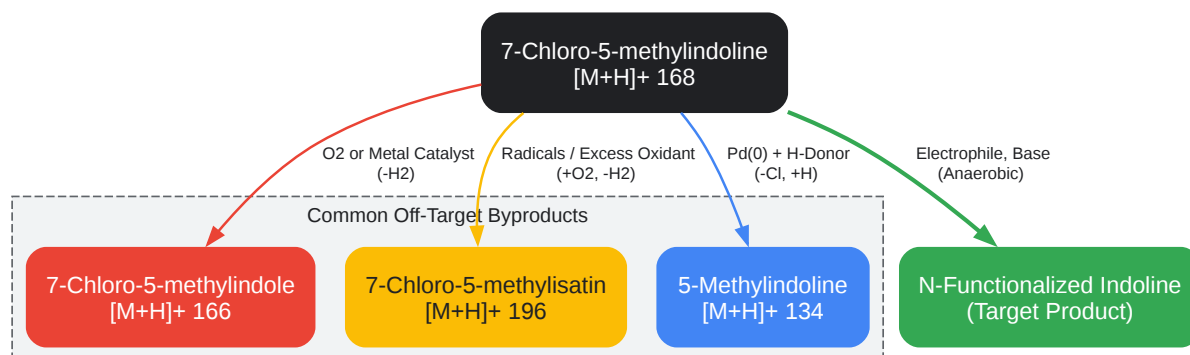 7-Chloro-5-methylindoline
[M+H]+ 168
O2 or Metal Catalyst
(-H2)
Radicals / Excess Oxidant
(+O2, -H2)
Pd(0) + H-Donor
(-Cl, +H)
Electrophile, Base
(Anaerobic)
Common Off-Target Byproducts
7-Chloro-5-methylindole
[M+H]+ 166
7-Chloro-5-methylisatin
[M+H]+ 196
5-Methylindoline
[M+H]+ 134
N-Functionalized Indoline
(Target Product)